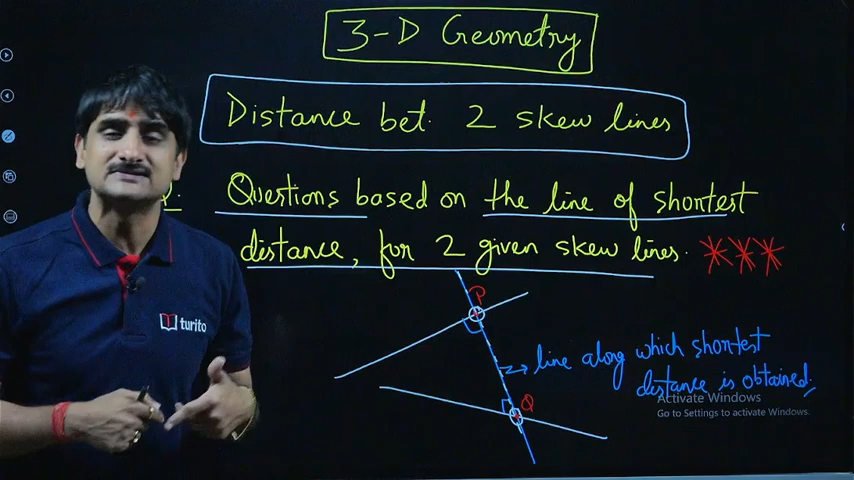 3-D Geometry
Distance bet. 2 skew lines
Q. Questions based on the line of shortest
distance, for 2 given skew lines.
P
line along which shortest
distance is obtained.
Q
Activate Windows
Go to Settings to activate Windows.
turito